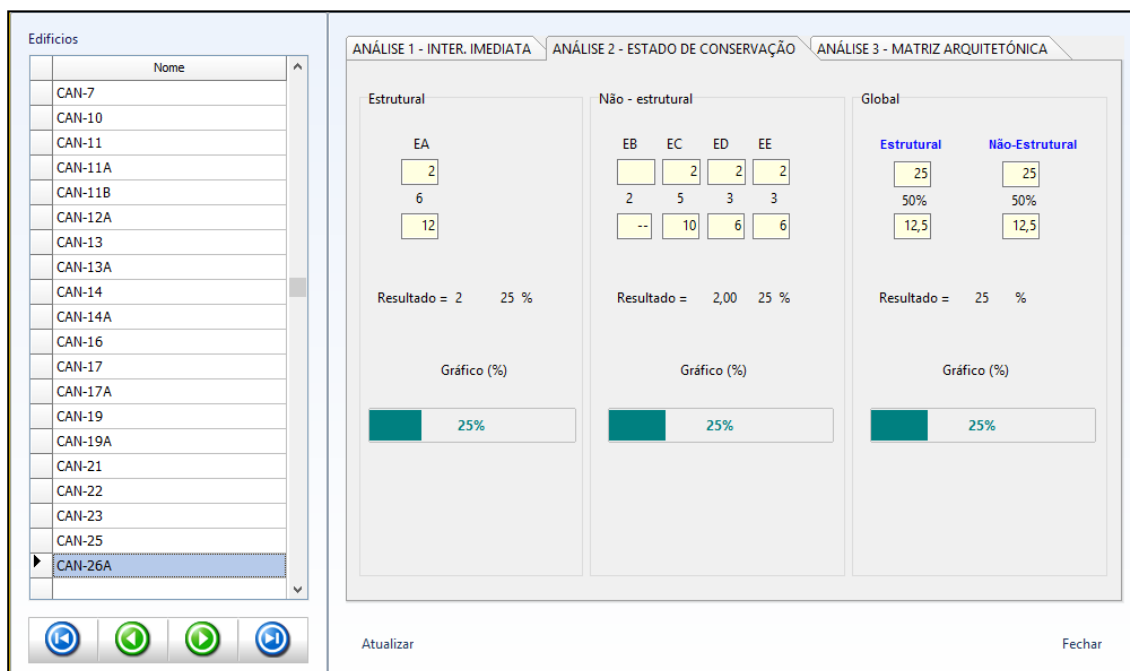 Edificios
Nome
CAN-7
CAN-10
CAN-11
CAN-11A
CAN-11B
CAN-12A
CAN-13
CAN-13A
CAN-14
CAN-14A
CAN-16
CAN-17
CAN-17A
CAN-19
CAN-19A
CAN-21
CAN-22
CAN-23
CAN-25
CAN-26A
ANÁLISE 1 - INTER. IMEDIATA ANÁLISE 2 - ESTADO DE CONSERVAÇÃO ANÁLISE 3 - MATRIZ ARQUITETÓNICA
Estrutural
EA
2
6
12
Resultado = 2 25 %
Gráfico (%)
25%
Não - estrutural
EB EC ED EE
2 2 2
2 5 3 3
-- 10 6 6
Resultado = 2,00 25 %
Gráfico (%)
25%
Global
Estrutural Não-Estrutural
25 25
50% 50%
12,5 12,5
Resultado = 25 %
Gráfico (%)
25%
Atualizar Fechar